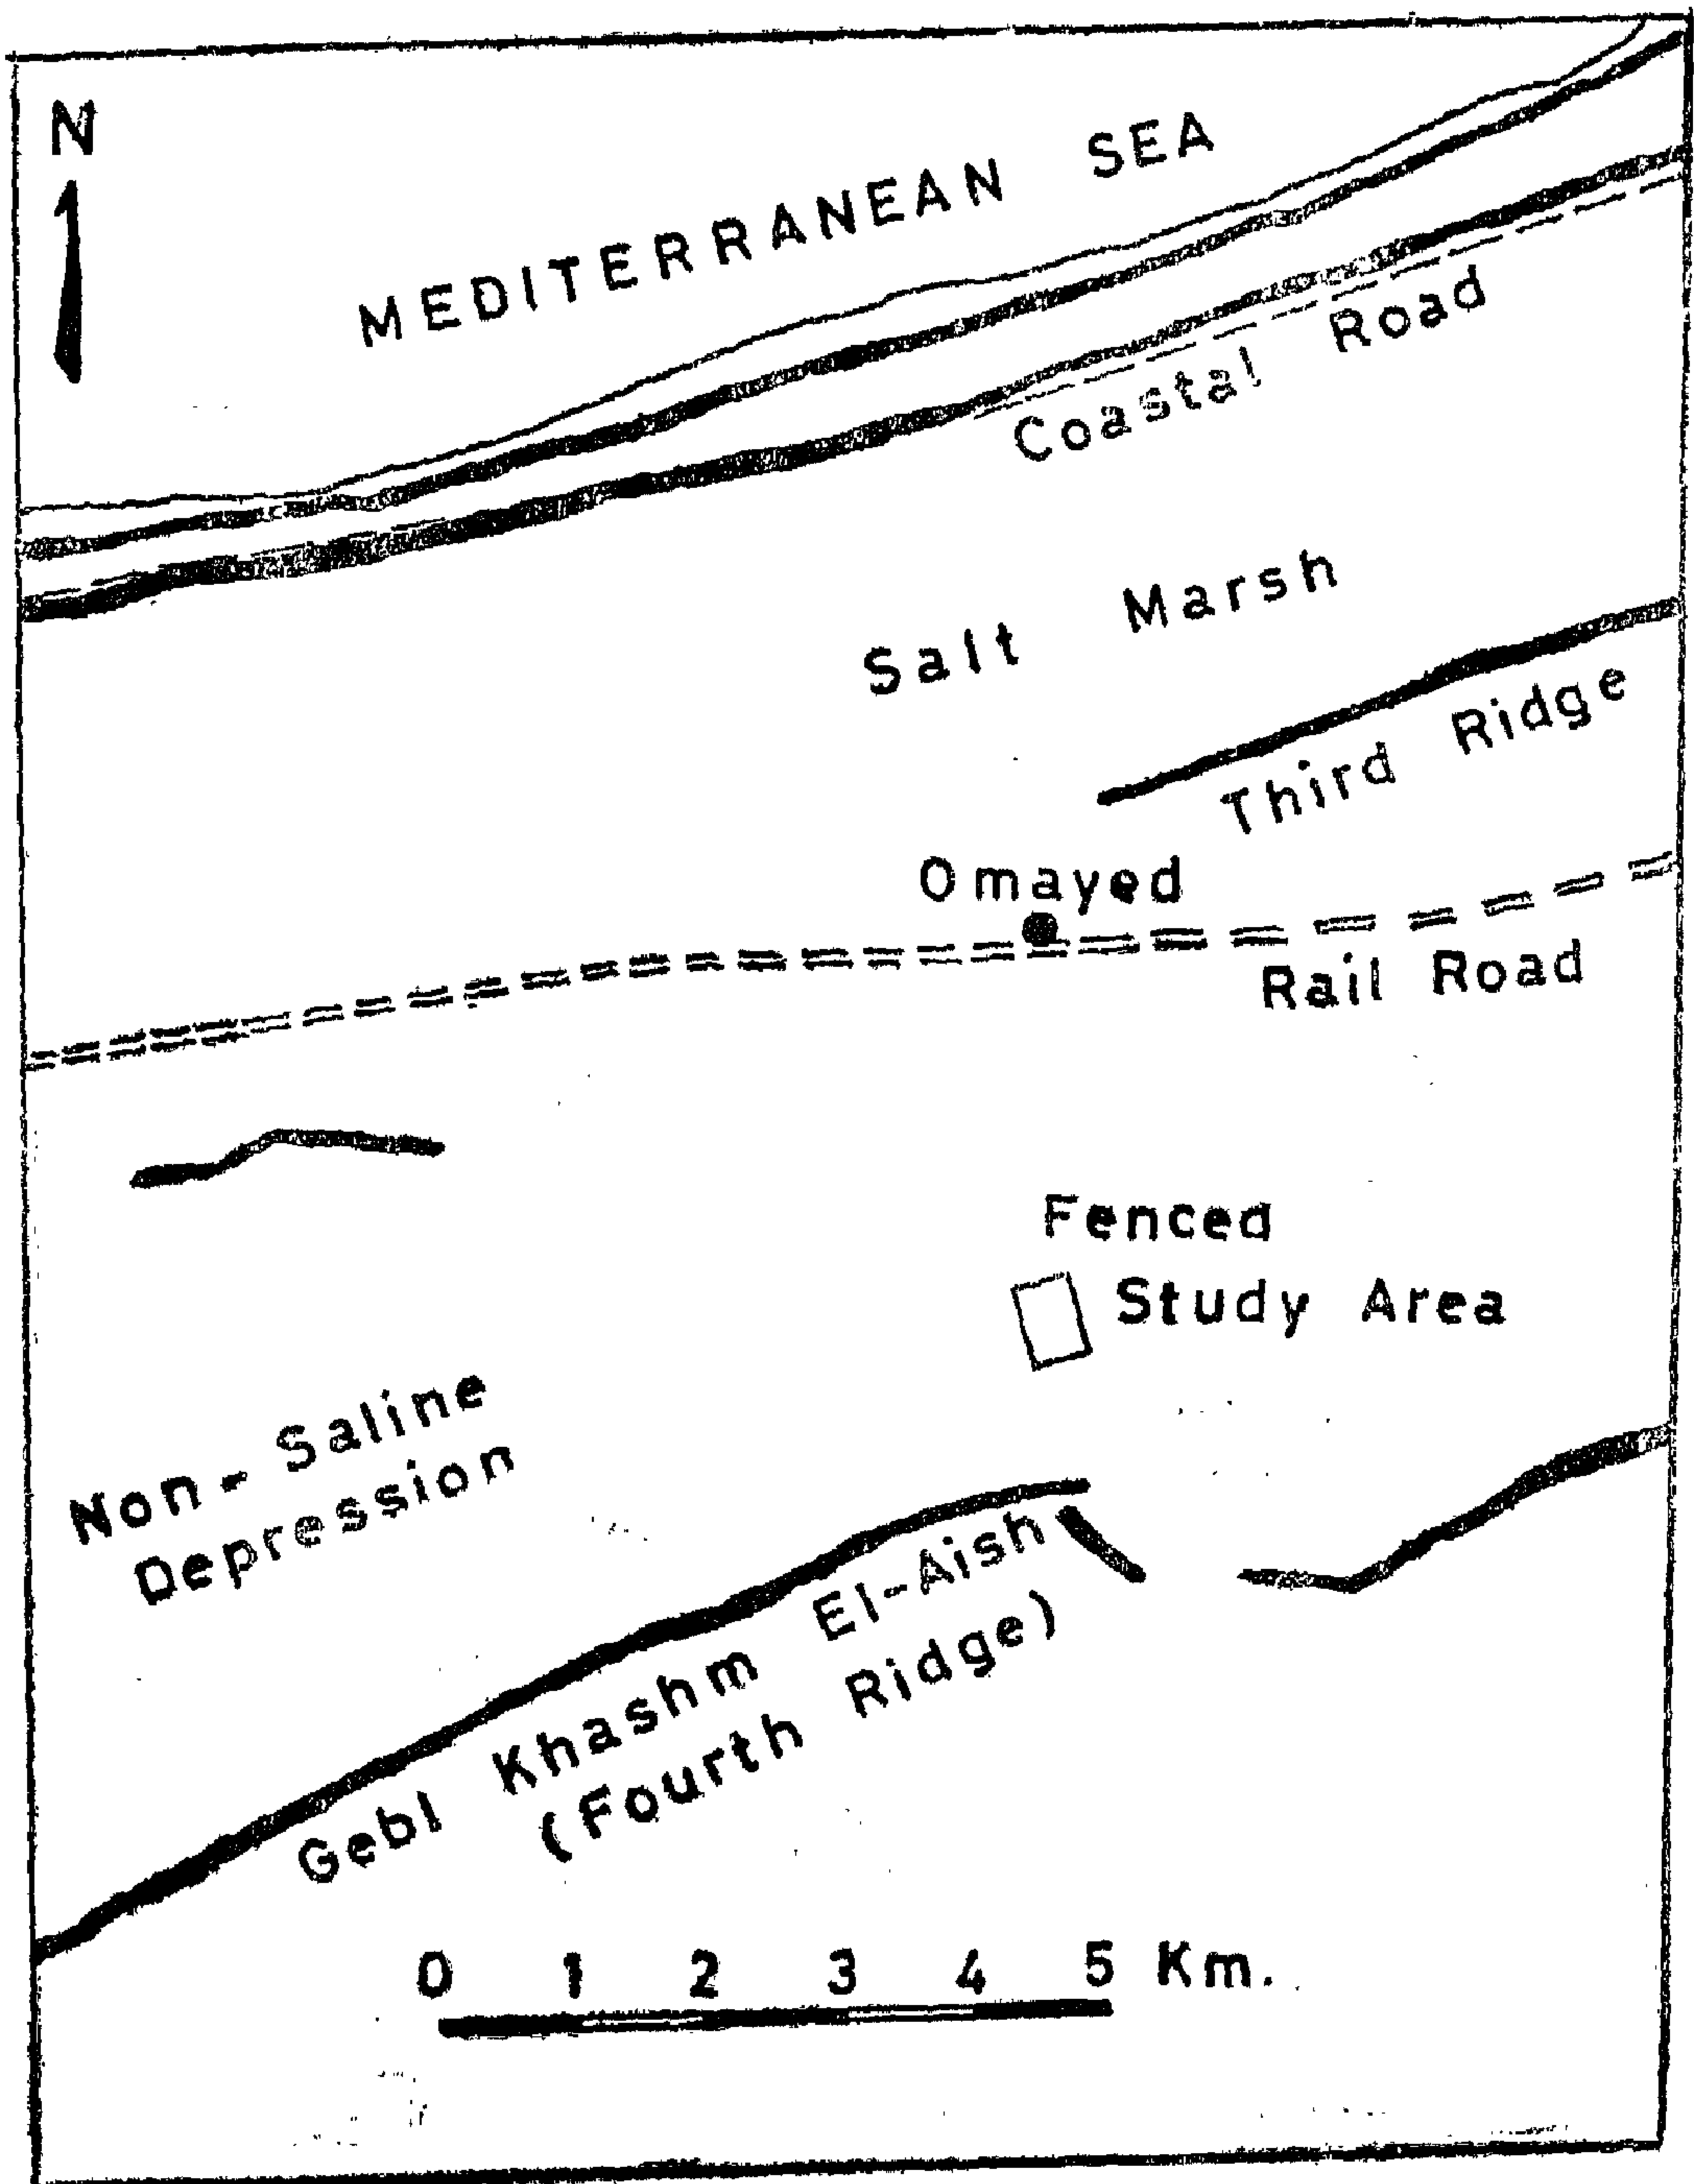 N
MEDITERRANEAN SEA
Coastal Road
Salt Marsh
Third Ridge
Omayed
Rail Road
Fenced
Study Area
Non-Saline
Depression
Gebl Khashm El-Aish
(Fourth Ridge)
0 1 2 3 4 5 Km.